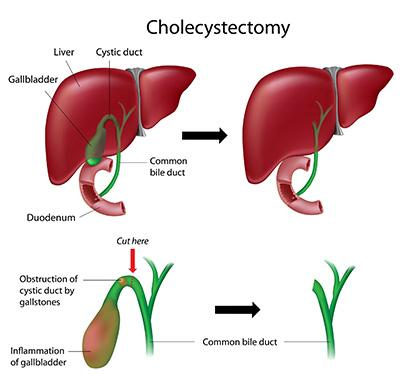 Cholecystectomy
Liver
Cystic duct
Gallbladder
Common
bile duct
Duodenum
Cut here
Obstruction of
cystic duct by
gallstones
Common bile duct
Inflammation
of gallbladder